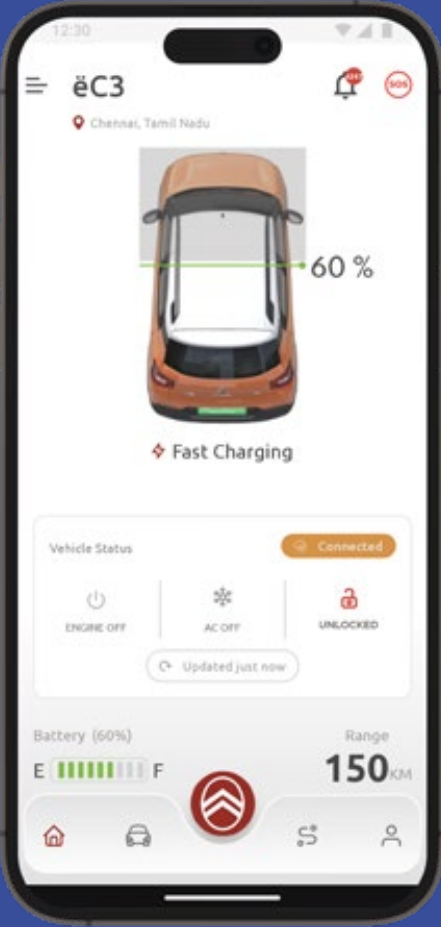 12:30
ëC3
SOS
Chennai, Tamil Nadu
60 %
Fast Charging
Vehicle Status
Connected
ENGINE OFF
AC OFF
UNLOCKED
Updated just now
Battery (60%)
Range
E F
150KM